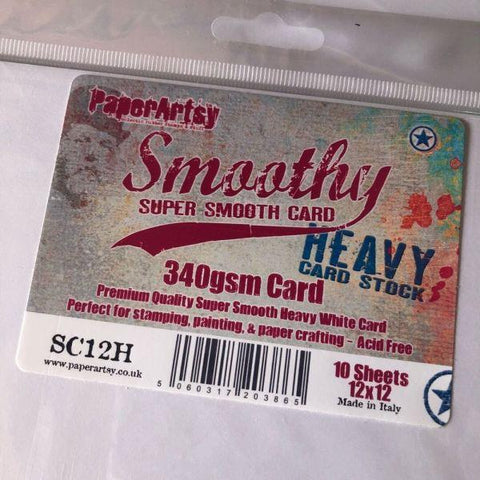 PaperArtsy
Smoothy
SUPER SMOOTH CARD
HEAVY
CARD STOCK
340gsm Card
Premium Quality Super Smooth Heavy White Card
Perfect for stamping, painting, & paper crafting - Acid Free
SC12H
www.paperartsy.co.uk
5 060317 203865
10 Sheets
12x12
Made in Italy